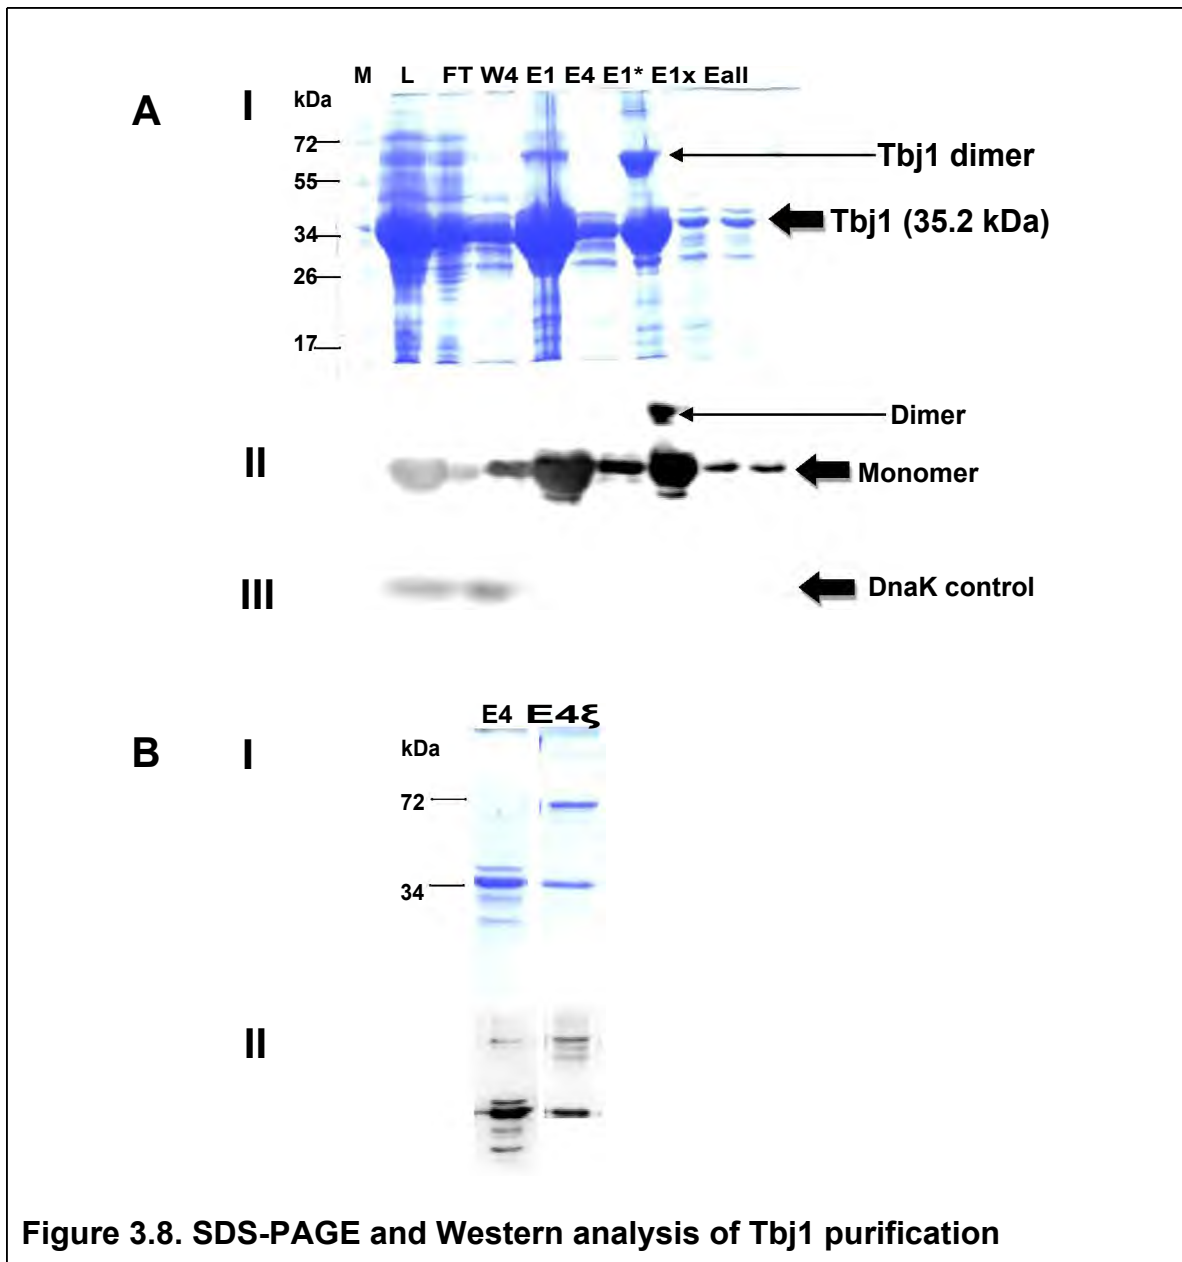 M L FT W4 E1 E4 E1* E1x Eall
A I kDa
72
Tbj1 dimer
55
Tbj1 (35.2 kDa)
34
26
17
Dimer
II
Monomer
III
DnaK control
E4 E4ξ
B I kDa
72
34
II
Figure 3.8. SDS-PAGE and Western analysis of Tbj1 purification